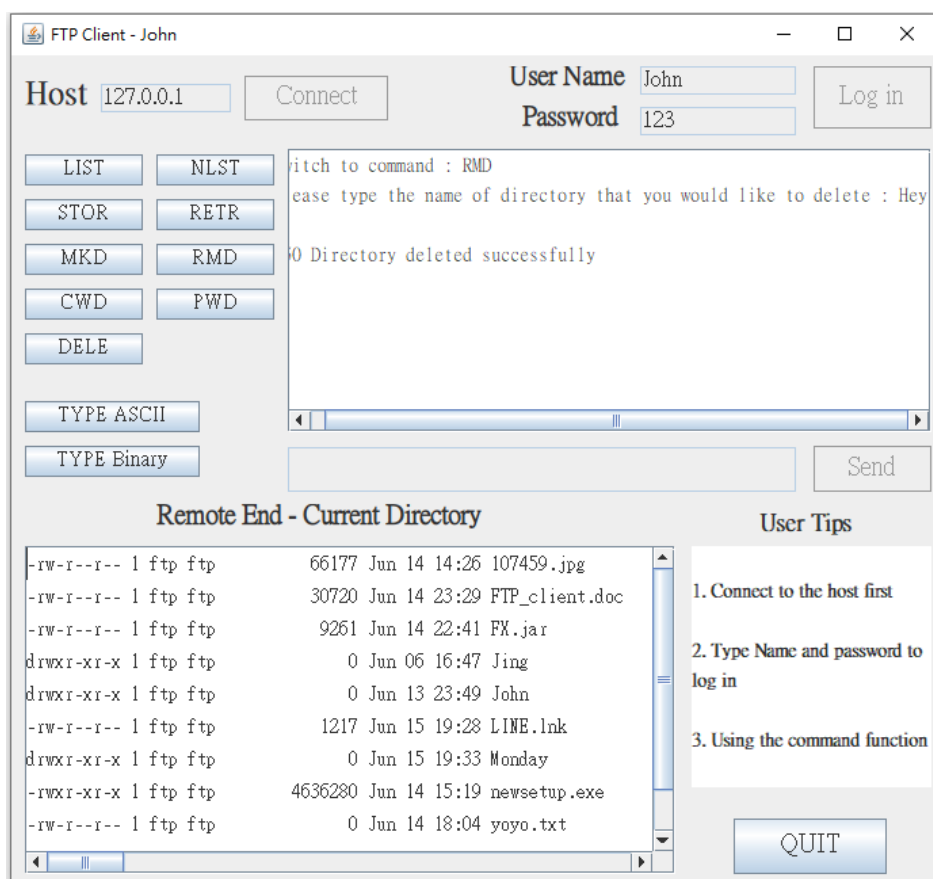 FTP Client - John
Host 127.0.0.1 Connect User Name John Log in
Password 123
LIST NLST
STOR RETR
MKD RMD
CWD PWD
DELE
TYPE ASCII
TYPE Binary
itch to command : RMD
ease type the name of directory that you would like to delete : Hey
0 Directory deleted successfully
Send
Remote End - Current Directory
-rw-r--r-- 1 ftp ftp 66177 Jun 14 14:26 107459.jpg
-rw-r--r-- 1 ftp ftp 30720 Jun 14 23:29 FTP_client.doc
-rw-r--r-- 1 ftp ftp 9261 Jun 14 22:41 FX.jar
drwxr-xr-x 1 ftp ftp 0 Jun 06 16:47 Jing
drwxr-xr-x 1 ftp ftp 0 Jun 13 23:49 John
-rw-r--r-- 1 ftp ftp 1217 Jun 15 19:28 LINE.lnk
drwxr-xr-x 1 ftp ftp 0 Jun 15 19:33 Monday
-rwxr-xr-x 1 ftp ftp 4636280 Jun 14 15:19 newsetup.exe
-rw-r--r-- 1 ftp ftp 0 Jun 14 18:04 yoyo.txt
User Tips
1. Connect to the host first
2. Type Name and password to
log in
3. Using the command function
QUIT